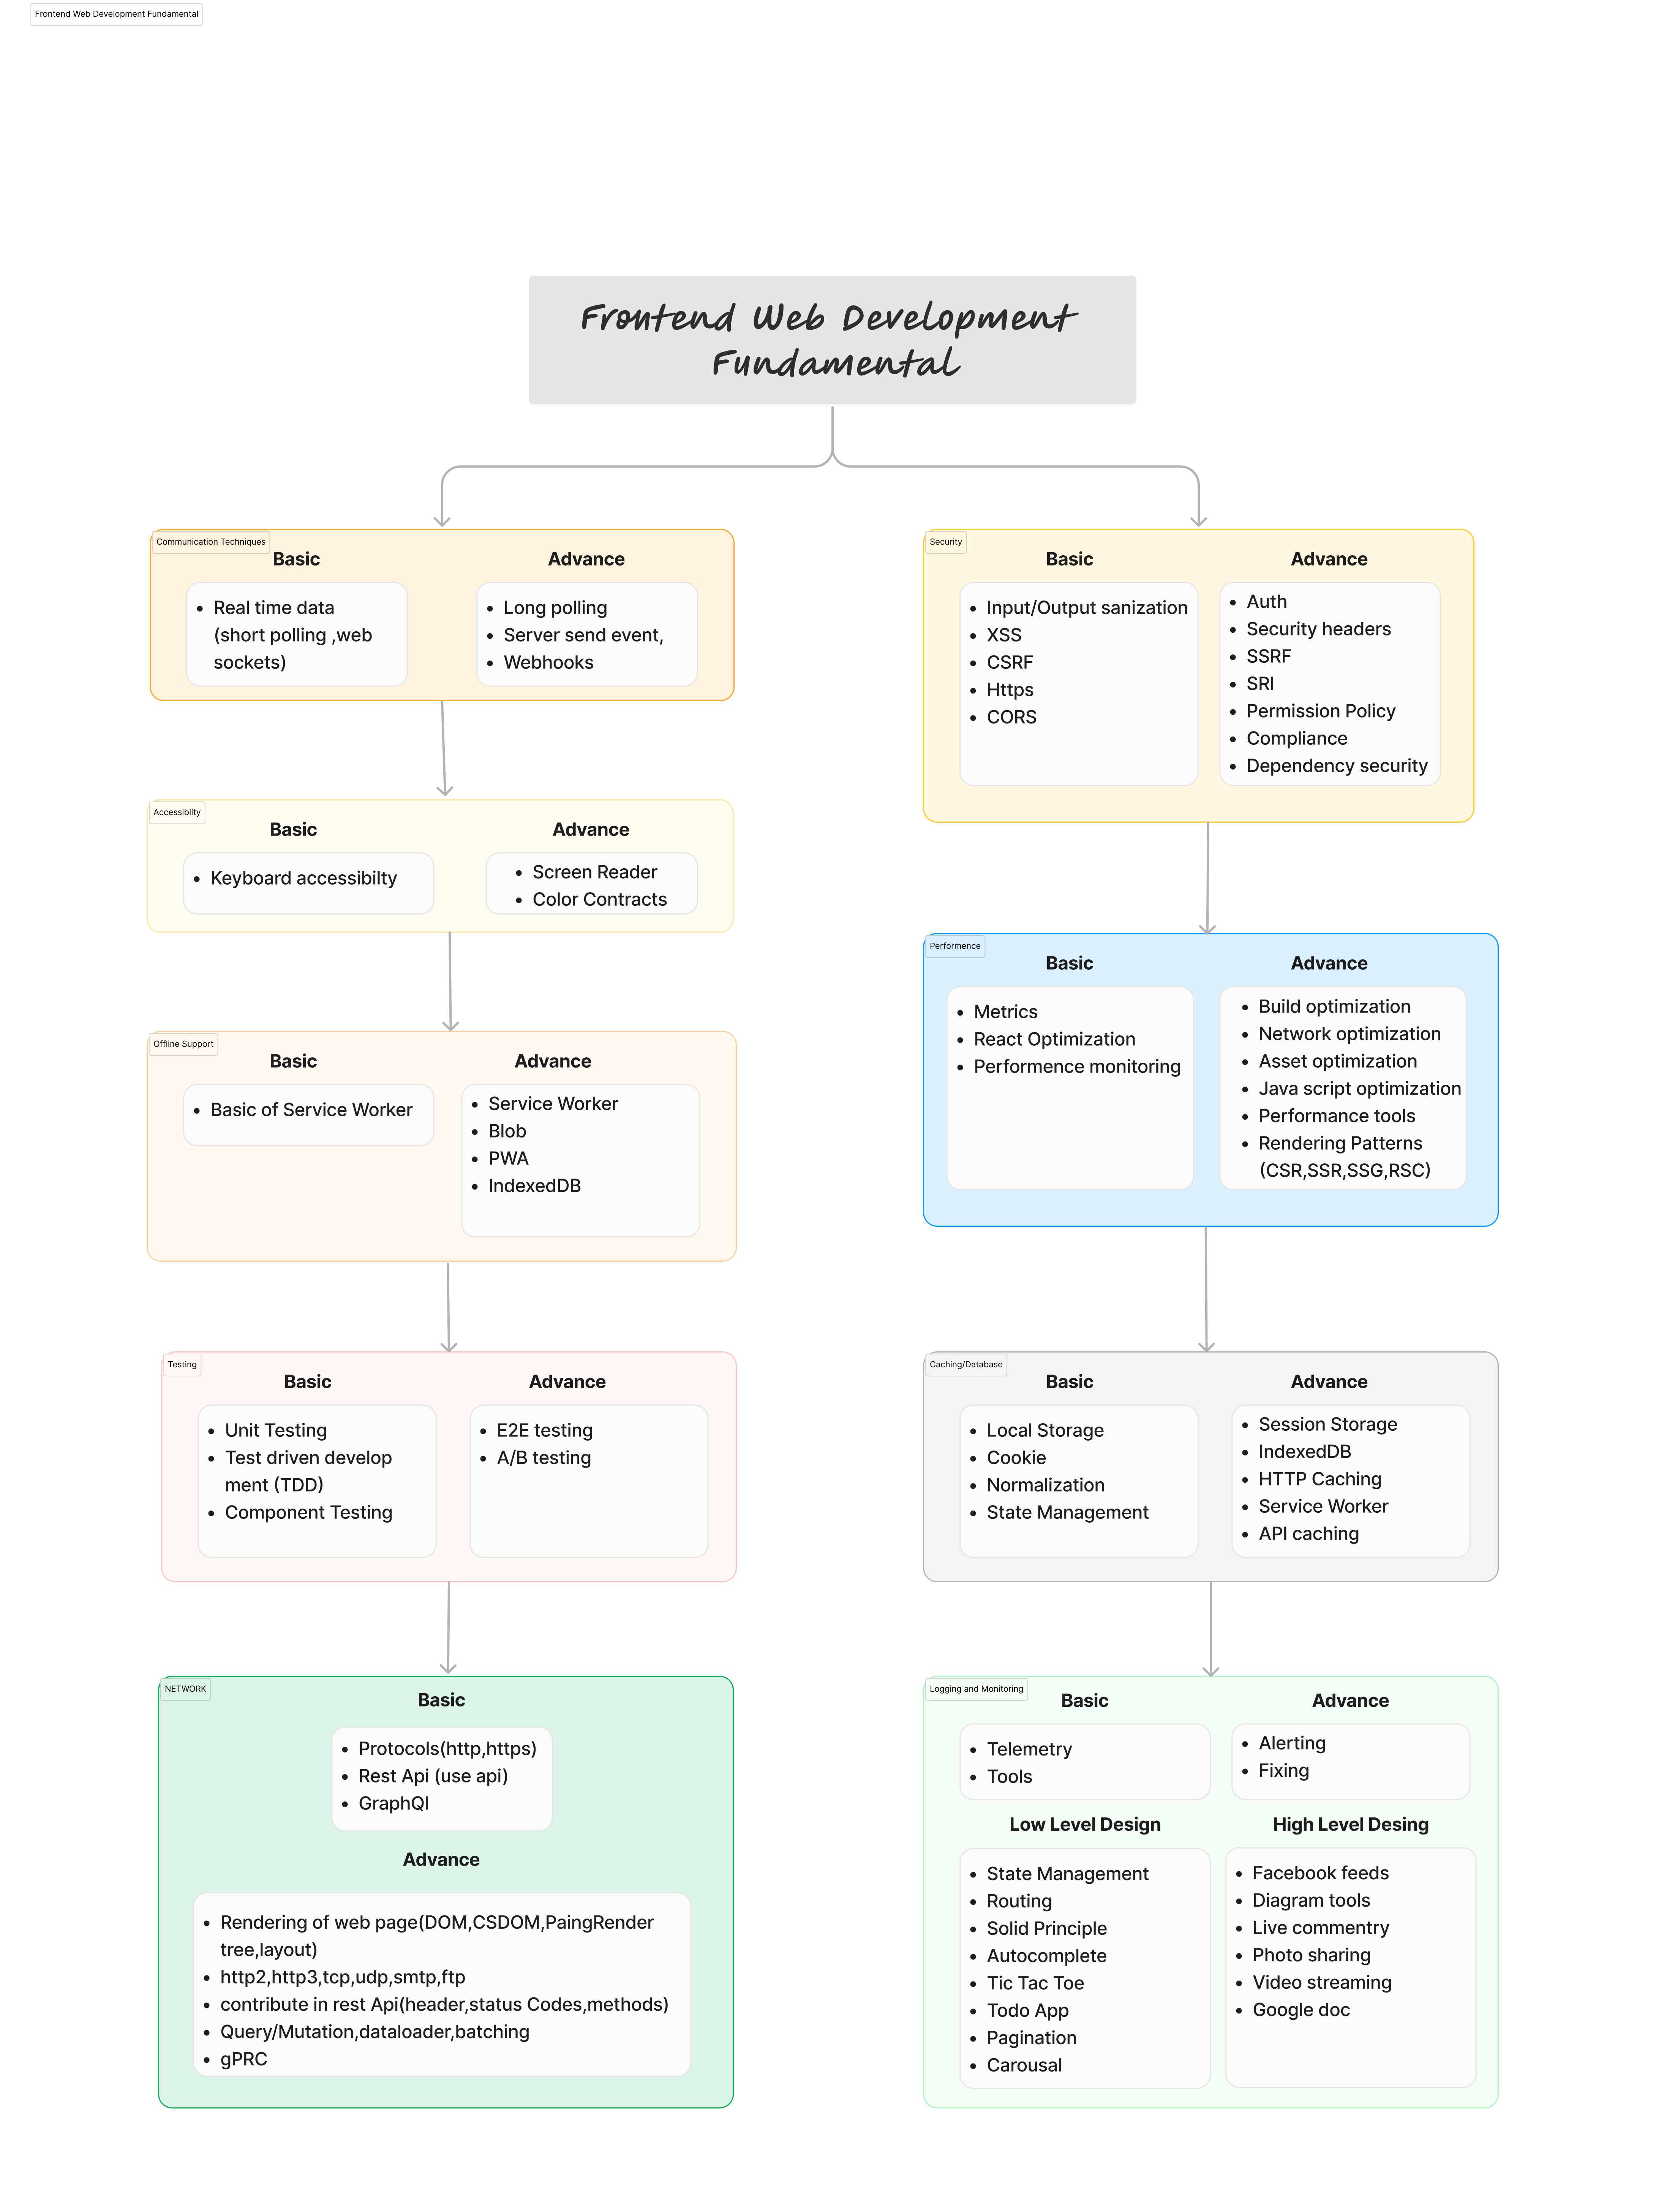 Frontend Web Development Fundamental
Frontend Web Development
Fundamental
Communication Techniques
Basic
• Real time data
(short polling ,web
sockets)
Advance
• Long polling
• Server send event,
• Webhooks
Accessiblity
Basic
• Keyboard accessibilty
Advance
• Screen Reader
• Color Contracts
Offline Support
Basic
• Basic of Service Worker
Advance
• Service Worker
• Blob
• PWA
• IndexedDB
Testing
Basic
• Unit Testing
• Test driven develop
ment (TDD)
• Component Testing
Advance
• E2E testing
• A/B testing
NETWORK
Basic
• Protocols(http,https)
• Rest Api (use api)
• GraphQl
Advance
• Rendering of web page(DOM,CSDOM,PaingRender
tree,layout)
• http2,http3,tcp,udp,smtp,ftp
• contribute in rest Api(header,status Codes,methods)
• Query/Mutation,dataloader,batching
• gPRC
Security
Basic
• Input/Output sanization
• XSS
• CSRF
• Https
• CORS
Advance
• Auth
• Security headers
• SSRF
• SRI
• Permission Policy
• Compliance
• Dependency security
Performence
Basic
• Metrics
• React Optimization
• Performence monitoring
Advance
• Build optimization
• Network optimization
• Asset optimization
• Java script optimization
• Performance tools
• Rendering Patterns
(CSR,SSR,SSG,RSC)
Caching/Database
Basic
• Local Storage
• Cookie
• Normalization
• State Management
Advance
• Session Storage
• IndexedDB
• HTTP Caching
• Service Worker
• API caching
Logging and Monitoring
Basic
• Telemetry
• Tools
Advance
• Alerting
• Fixing
Low Level Design
• State Management
• Routing
• Solid Principle
• Autocomplete
• Tic Tac Toe
• Todo App
• Pagination
• Carousal
High Level Desing
• Facebook feeds
• Diagram tools
• Live commentry
• Photo sharing
• Video streaming
• Google doc